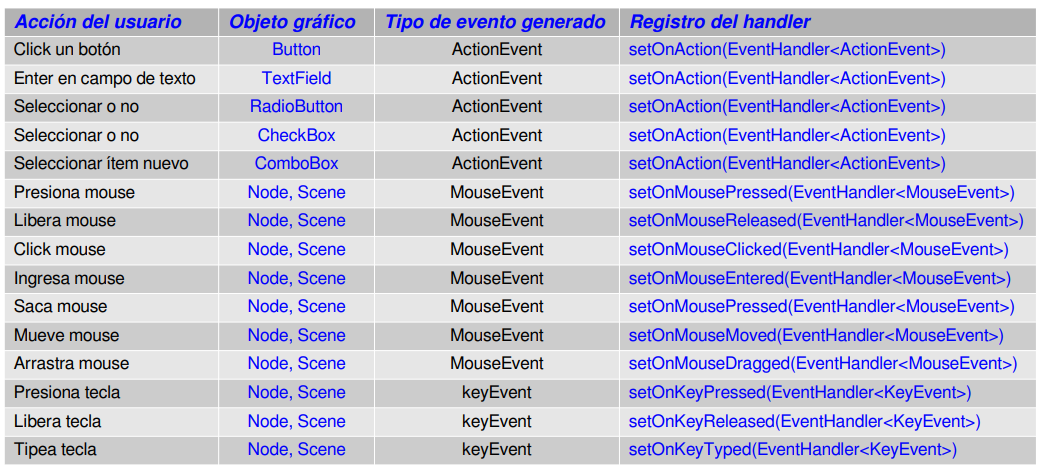 Acción del usuario Objeto gráfico Tipo de evento generado Registro del handler
Click un botón Button ActionEvent setOnAction(EventHandler<ActionEvent>)
Enter en campo de texto TextField ActionEvent setOnAction(EventHandler<ActionEvent>)
Seleccionar o no RadioButton ActionEvent setOnAction(EventHandler<ActionEvent>)
Seleccionar o no CheckBox ActionEvent setOnAction(EventHandler<ActionEvent>)
Seleccionar ítem nuevo ComboBox ActionEvent setOnAction(EventHandler<ActionEvent>)
Presiona mouse Node, Scene MouseEvent setOnMousePressed(EventHandler<MouseEvent>)
Libera mouse Node, Scene MouseEvent setOnMouseReleased(EventHandler<MouseEvent>)
Click mouse Node, Scene MouseEvent setOnMouseClicked(EventHandler<MouseEvent>)
Ingresa mouse Node, Scene MouseEvent setOnMouseEntered(EventHandler<MouseEvent>)
Saca mouse Node, Scene MouseEvent setOnMousePressed(EventHandler<MouseEvent>)
Mueve mouse Node, Scene MouseEvent setOnMouseMoved(EventHandler<MouseEvent>)
Arrastra mouse Node, Scene MouseEvent setOnMouseDragged(EventHandler<MouseEvent>)
Presiona tecla Node, Scene keyEvent setOnKeyPressed(EventHandler<KeyEvent>)
Libera tecla Node, Scene keyEvent setOnKeyReleased(EventHandler<KeyEvent>)
Tipea tecla Node, Scene keyEvent setOnKeyTyped(EventHandler<KeyEvent>)